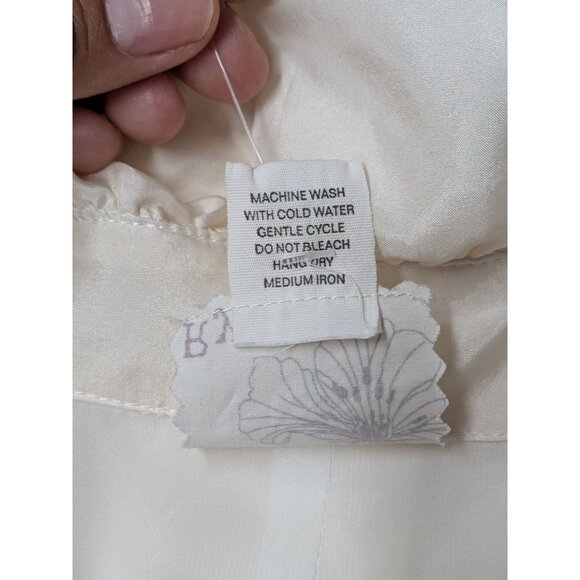 MACHINE WASH
WITH COLD WATER
GENTLE CYCLE
DO NOT BLEACH
HANG DRY
MEDIUM IRON